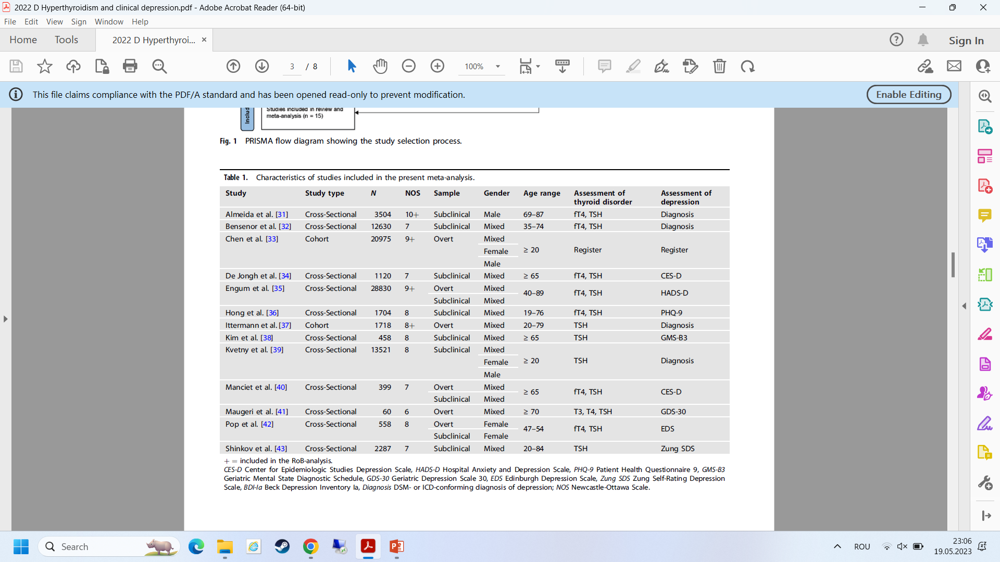 2022 D Hyperthyroidism and clinical depression.pdf - Adobe Acrobat Reader (64-bit)
File Edit View Sign Window Help
Home Tools 2022 D Hyperthyroi... × Sign In
3 / 8 100%
This file claims compliance with the PDF/A standard and has been opened read-only to prevent modification. Enable Editing
Includ
Studies included in review and
meta-analysis (n = 15)
Fig. 1 PRISMA flow diagram showing the study selection process.
Table 1. Characteristics of studies included in the present meta-analysis.
Study Study type N NOS Sample Gender Age range Assessment of thyroid disorder Assessment of depression
Almeida et al. [31] Cross-Sectional 3504 10+ Subclinical Male 69–87 fT4, TSH Diagnosis
Bensenor et al. [32] Cross-Sectional 12630 7 Subclinical Mixed 35–74 fT4, TSH Diagnosis
Chen et al. [33] Cohort 20975 9+ Overt Mixed
Female ≥ 20 Register Register
Male
De Jongh et al. [34] Cross-Sectional 1120 7 Subclinical Mixed ≥ 65 fT4, TSH CES-D
Engum et al. [35] Cross-Sectional 28830 9+ Overt Mixed 40–89 fT4, TSH HADS-D
Subclinical Mixed
Hong et al. [36] Cross-Sectional 1704 8 Subclinical Mixed 19–76 fT4, TSH PHQ-9
Ittermann et al. [37] Cohort 1718 8+ Overt Mixed 20–79 TSH Diagnosis
Kim et al. [38] Cross-Sectional 458 8 Subclinical Mixed ≥ 65 TSH GMS-B3
Kvetny et al. [39] Cross-Sectional 13521 8 Subclinical Mixed
Female ≥ 20 TSH Diagnosis
Male
Manciet et al. [40] Cross-Sectional 399 7 Overt Mixed ≥ 65 fT4, TSH CES-D
Subclinical Mixed
Maugeri et al. [41] Cross-Sectional 60 6 Overt Mixed ≥ 70 T3, T4, TSH GDS-30
Pop et al. [42] Cross-Sectional 558 8 Overt Female 47–54 fT4, TSH EDS
Subclinical Female
Shinkov et al. [43] Cross-Sectional 2287 7 Subclinical Mixed 20–84 TSH Zung SDS
+ = included in the RoB-analysis.
CES-D Center for Epidemiologic Studies Depression Scale, HADS-D Hospital Anxiety and Depression Scale, PHQ-9 Patient Health Questionnaire 9, GMS-B3
Geriatric Mental State Diagnostic Schedule, GDS-30 Geriatric Depression Scale 30, EDS Edinburgh Depression Scale, Zung SDS Zung Self-Rating Depression
Scale, BDI-Ia Beck Depression Inventory Ia, Diagnosis DSM- or ICD-conforming diagnosis of depression; NOS Newcastle-Ottawa Scale.
Search ROU 23:06
19.05.2023